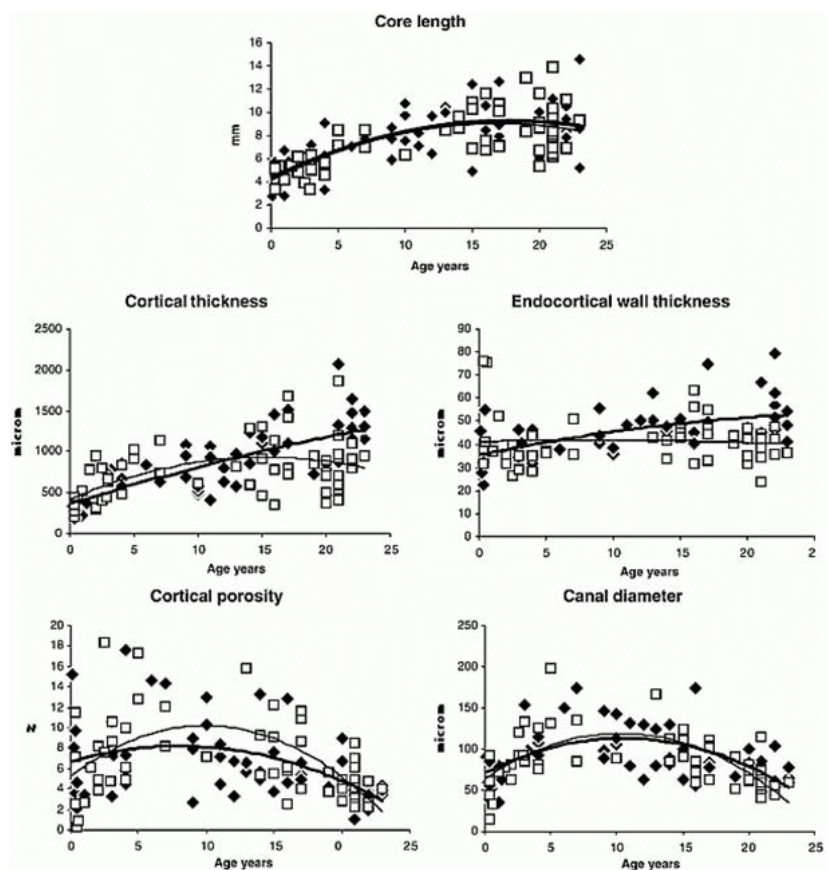 Core length
16
14
12
10
8
6
4
2
0
mm
0 5 10 15 20 25
Age years
Cortical thickness
2500
2000
1500
1000
500
0
microm
0 5 10 15 20 25
Age years
Endocortical wall thickness
90
80
70
60
50
40
30
20
10
0
microm
0 5 10 15 20 2
Age years
Cortical porosity
20
18
16
14
12
10
8
6
4
2
0
%
0 5 10 15 0 25
Age years
Canal diameter
250
200
150
100
50
0
microm
0 5 10 15 20 25
Age years